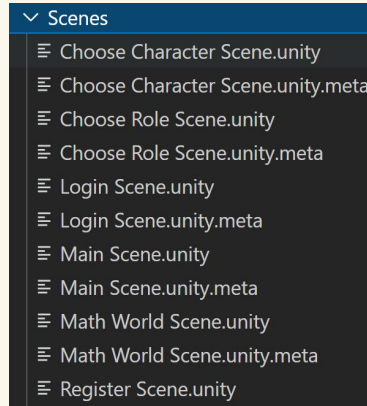 Scenes
Choose Character Scene.unity
Choose Character Scene.unity.meta
Choose Role Scene.unity
Choose Role Scene.unity.meta
Login Scene.unity
Login Scene.unity.meta
Main Scene.unity
Main Scene.unity.meta
Math World Scene.unity
Math World Scene.unity.meta
Register Scene.unity